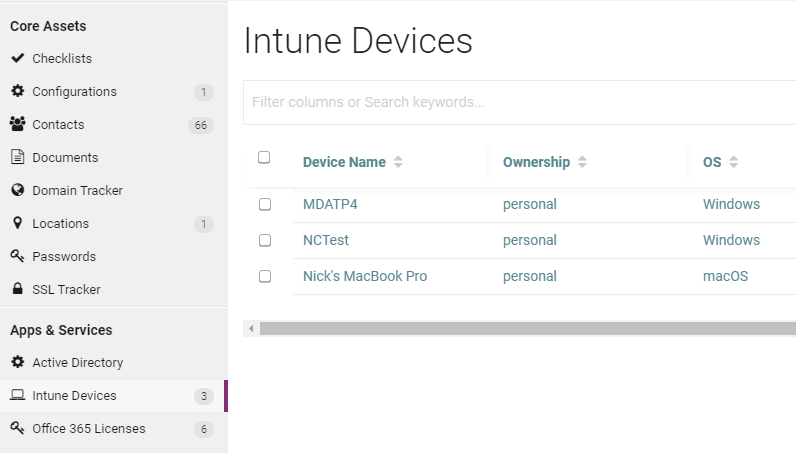 Core Assets
Checklists
Configurations 1
Contacts 66
Documents
Domain Tracker
Locations 1
Passwords
SSL Tracker
Apps & Services
Active Directory
Intune Devices 3
Office 365 Licenses 6
Intune Devices
Filter columns or Search keywords...
Device Name Ownership OS
MDATP4 personal Windows
NCTest personal Windows
Nick's MacBook Pro personal macOS